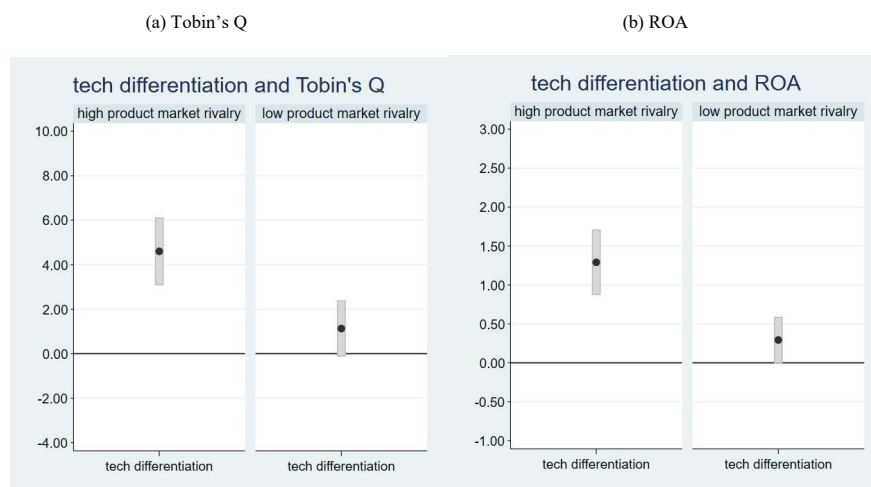 (a) Tobin’s Q
tech differentiation and Tobin's Q
high product market rivalry low product market rivalry
10.00
8.00
6.00
4.00
2.00
0.00
-2.00
-4.00
tech differentiation tech differentiation
(b) ROA
tech differentiation and ROA
high product market rivalry low product market rivalry
3.00
2.50
2.00
1.50
1.00
0.50
0.00
-0.50
-1.00
tech differentiation tech differentiation